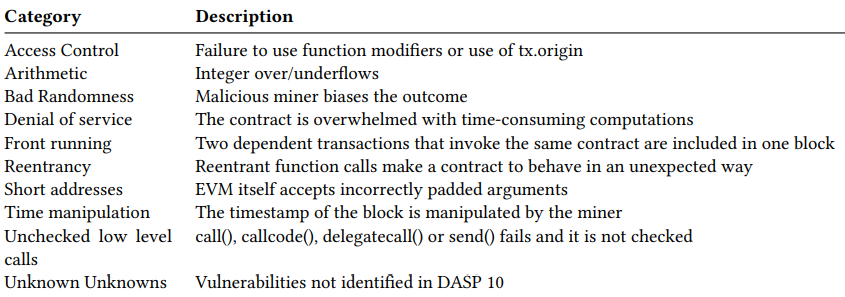 Category Description
Access Control Failure to use function modifiers or use of tx.origin
Arithmetic Integer over/underflows
Bad Randomness Malicious miner biases the outcome
Denial of service The contract is overwhelmed with time-consuming computations
Front running Two dependent transactions that invoke the same contract are included in one block
Reentrancy Reentrant function calls make a contract to behave in an unexpected way
Short addresses EVM itself accepts incorrectly padded arguments
Time manipulation The timestamp of the block is manipulated by the miner
Unchecked low level call(), callcode(), delegatecall() or send() fails and it is not checked
calls
Unknown Unknowns Vulnerabilities not identified in DASP 10